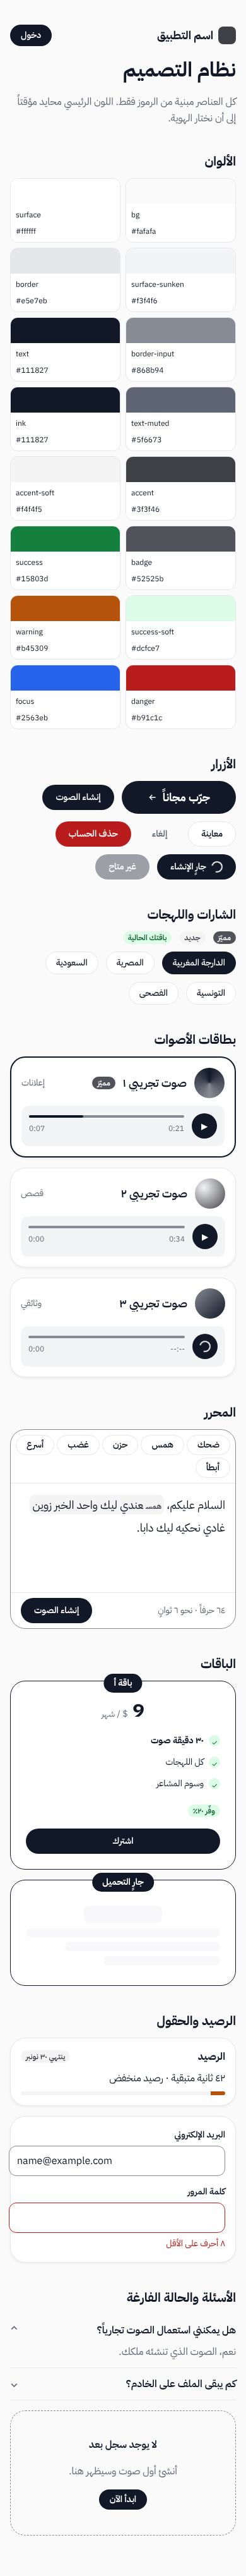 اسم التطبيق
دخول
نظام التصميم
كل العناصر مبنية من الرموز فقط. اللون الرئيسي محايد مؤقتاً
إلى أن نختار الهوية.
الألوان
bg
#fafafa
surface
#ffffff
surface-sunken
#f3f4f6
border
#e5e7eb
border-input
#868b94
text
#111827
text-muted
#5f6673
ink
#111827
accent
#3f3f46
accent-soft
#f4f4f5
badge
#52525b
success
#15803d
success-soft
#dcfce7
warning
#b45309
danger
#b91c1c
focus
#2563eb
الأزرار
جرّب مجاناً ←
إنشاء الصوت
معاينة
إلغاء
حذف الحساب
جارٍ الإنشاء
غير متاح
الشارات واللهجات
مميّز
جديد
باقتك الحالية
الدارجة المغربية
المصرية
السعودية
التونسية
الفصحى
بطاقات الأصوات
صوت تجريبي ١
مميّز
إعلانات
0:21
0:07
صوت تجريبي ٢
قصص
0:34
0:00
صوت تجريبي ٣
وثائقي
--:--
0:00
المحرر
ضحك
همس
حزن
غضب
أسرع
أبطأ
السلام عليكم، همس عندي ليك واحد الخبر زوين
غادي نحكيه ليك دابا.
٦٤ حرفاً · نحو ٦ ثوانٍ
إنشاء الصوت
الباقات
باقة أ
9 $ / شهر
٣٠ دقيقة صوت
كل اللهجات
وسوم المشاعر
وفّر ٢٠٪
اشترك
جارٍ التحميل
الرصيد والحقول
الرصيد
ينتهي ٣٠ نونبر
٤٢ ثانية متبقية · رصيد منخفض
البريد الإلكتروني
name@example.com
كلمة المرور
٨ أحرف على الأقل
الأسئلة والحالة الفارغة
هل يمكنني استعمال الصوت تجارياً؟
نعم، الصوت الذي تنشئه ملكك.
كم يبقى الملف على الخادم؟
لا يوجد سجل بعد
أنشئ أول صوت وسيظهر هنا.
ابدأ الآن